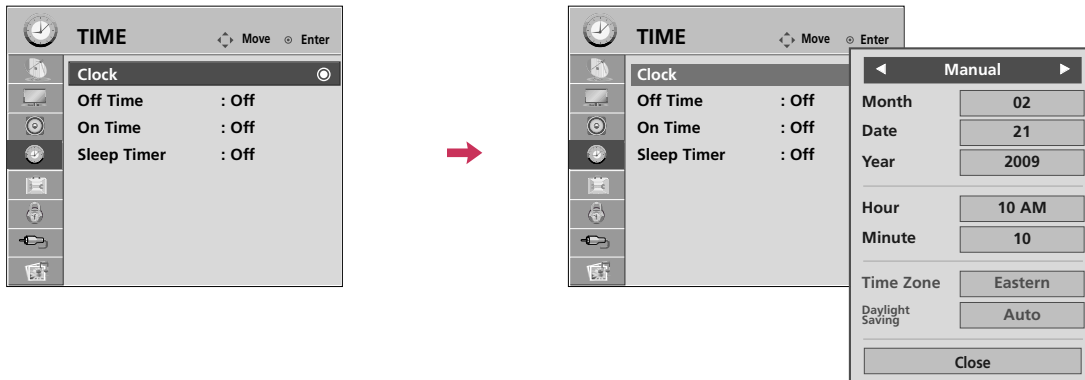 TIME Move Enter
Clock
Off Time : Off
On Time : Off
Sleep Timer : Off
TIME Move Enter
Clock
Off Time : Off
On Time : Off
Sleep Timer : Off
Manual
Month 02
Date 21
Year 2009
Hour 10 AM
Minute 10
Time Zone Eastern
Daylight
Saving Auto
Close